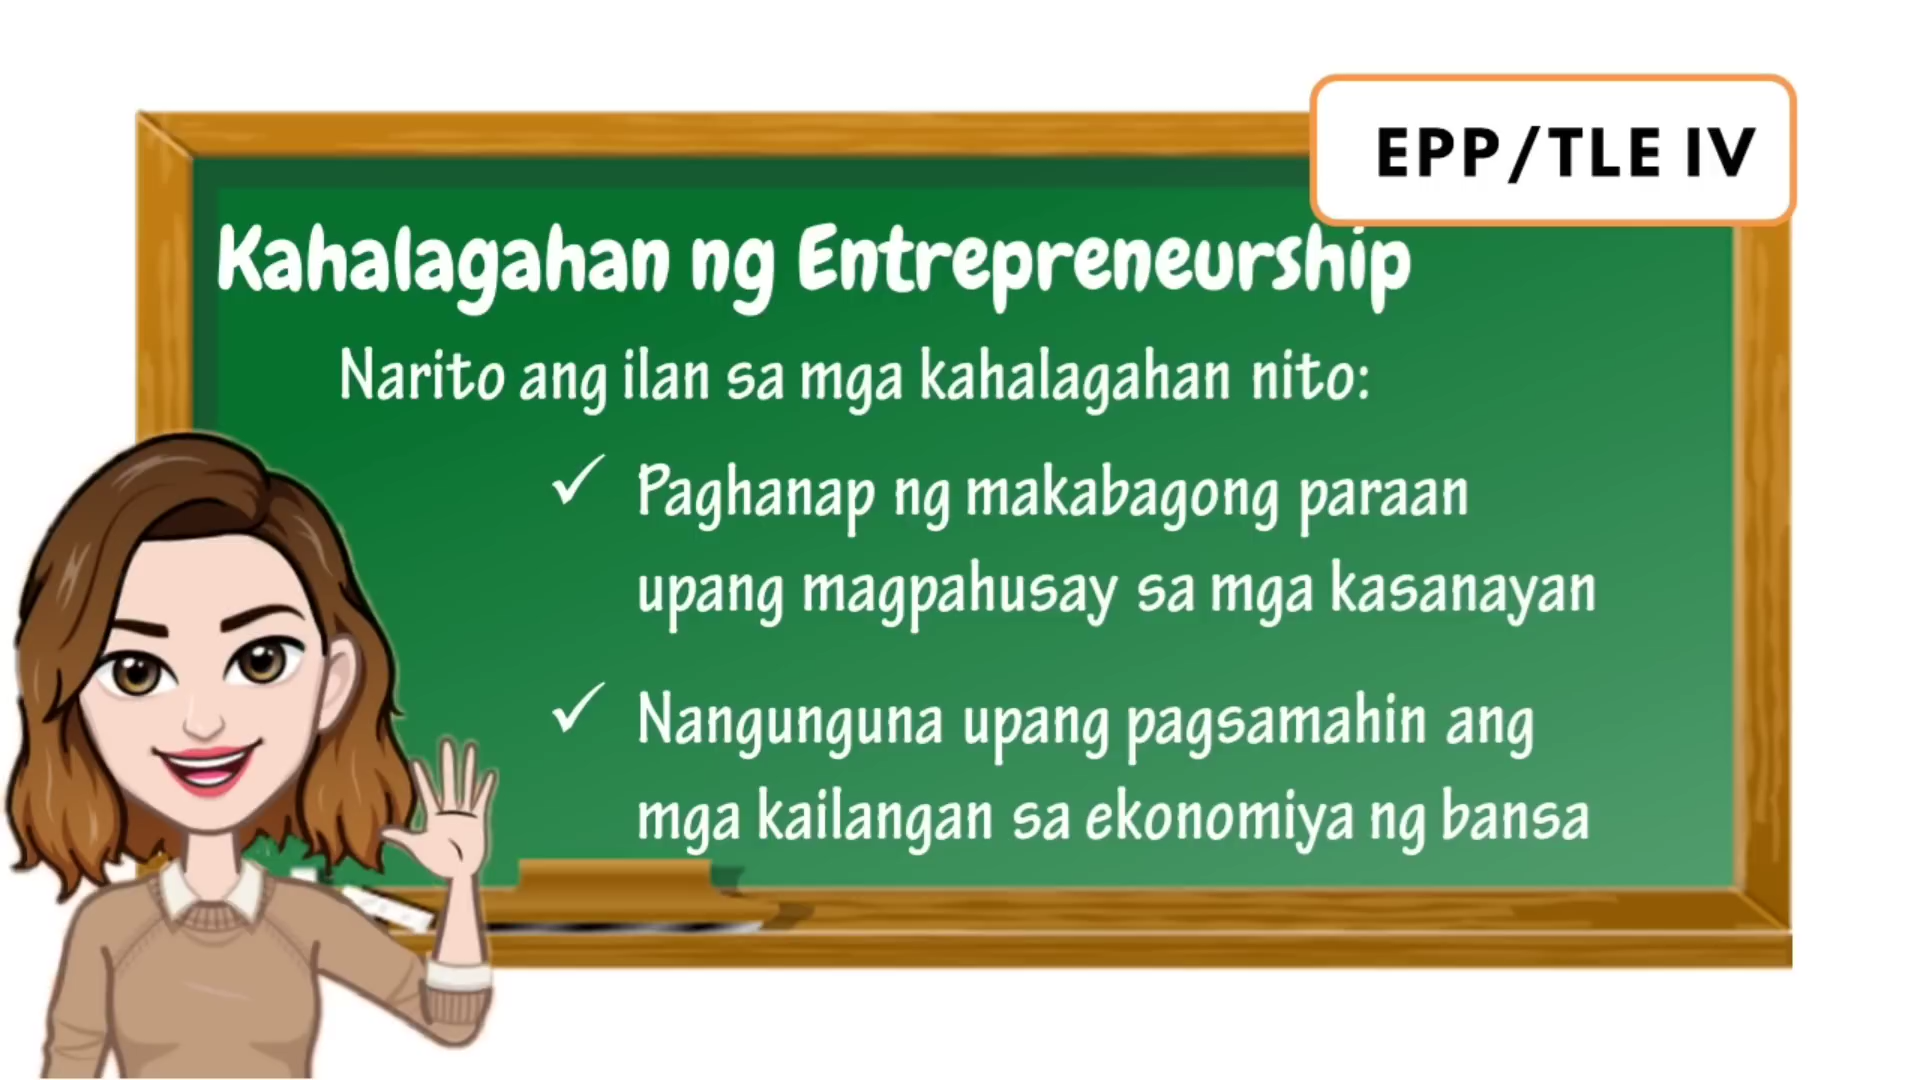 EPP/TLE IV
Kahalagahan ng Entrepreneurship
Narito ang ilan sa mga kahalagahan nito:
✓ Paghanap ng makabagong paraan
upang magpahusay sa mga kasanayan
✓ Nangunguna upang pagsamahin ang
mga kailangan sa ekonomiya ng bansa